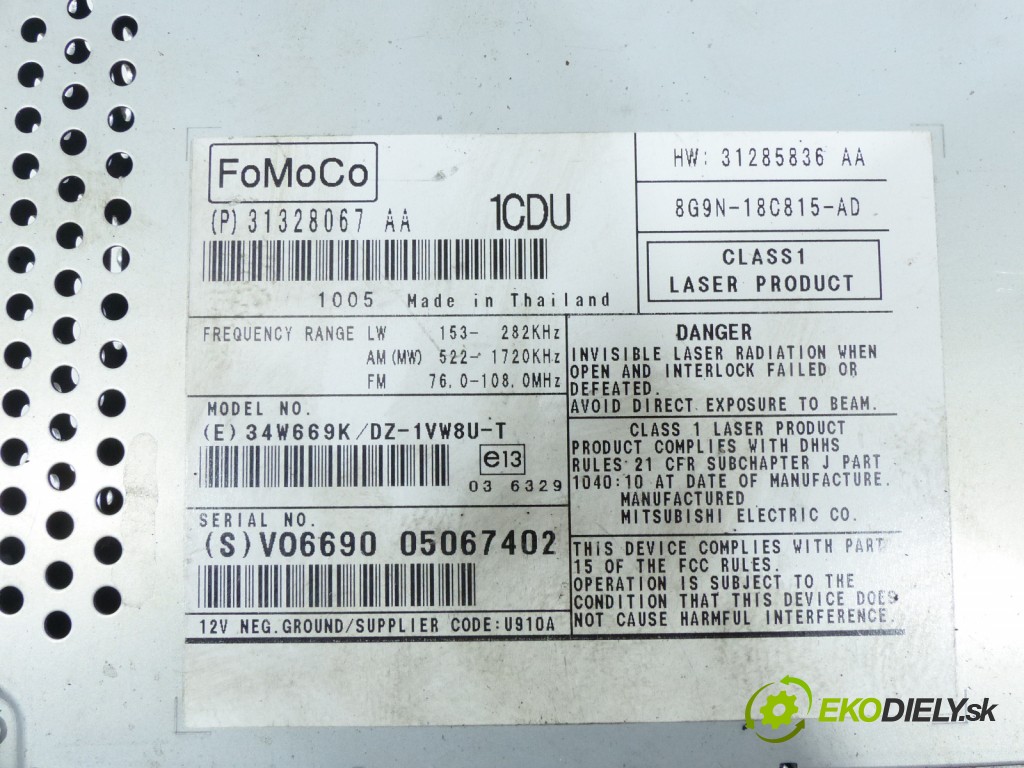 FoMoCo
(P) 31328067 AA
1CDU
1005 Made in Thailand
HW: 31285836 AA
8G9N-18C815-AD
CLASS1
LASER PRODUCT
FREQUENCY RANGE LW 153- 282KHz
AM(MW) 522- 1720KHz
FM 76.0-108.0MHz
DANGER
INVISIBLE LASER RADIATION WHEN
OPEN AND INTERLOCK FAILED OR
DEFEATED.
AVOID DIRECT EXPOSURE TO BEAM.
MODEL NO.
(E) 34W669K/DZ-1VW8U-T
e13
03 6329
CLASS 1 LASER PRODUCT
PRODUCT COMPLIES WITH DHHS
RULES 21 CFR SUBCHAPTER J PART
1040:10 AT DATE OF MANUFACTURE.
MANUFACTURED
MITSUBISHI ELECTRIC CO.
SERIAL NO.
(S) V06690 05067402
THIS DEVICE COMPLIES WITH PART
15 OF THE FCC RULES.
OPERATION IS SUBJECT TO THE
CONDITION THAT THIS DEVICE DOES
NOT CAUSE HARMFUL INTERFERENCE.
12V NEG.GROUND/SUPPLIER CODE:U910A
EKODIELY.sk